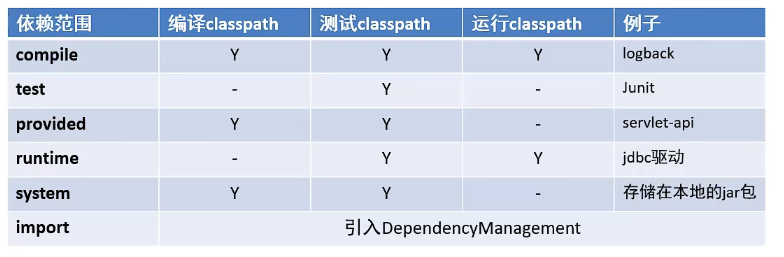 依赖范围 编译classpath 测试classpath 运行classpath 例子
compile Y Y Y logback
test - Y - Junit
provided Y Y - servlet-api
runtime - Y Y jdbc驱动
system Y Y - 存储在本地的jar包
import 引入DependencyManagement